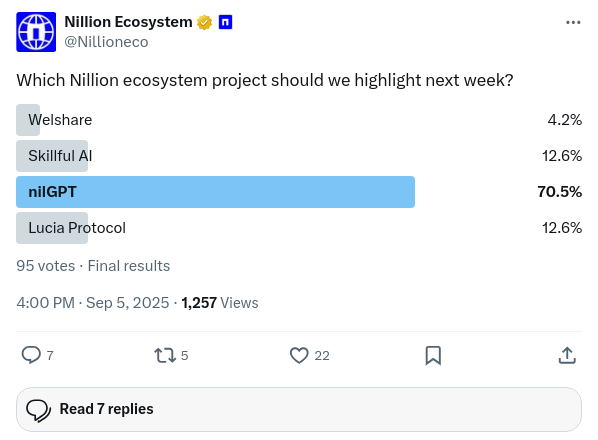 Nillion Ecosystem
@Nillioneco
Which Nillion ecosystem project should we highlight next week?
Welshare 4.2%
Skillful AI 12.6%
nilGPT 70.5%
Lucia Protocol 12.6%
95 votes · Final results
4:00 PM · Sep 5, 2025 · 1,257 Views
7 5 22
Read 7 replies